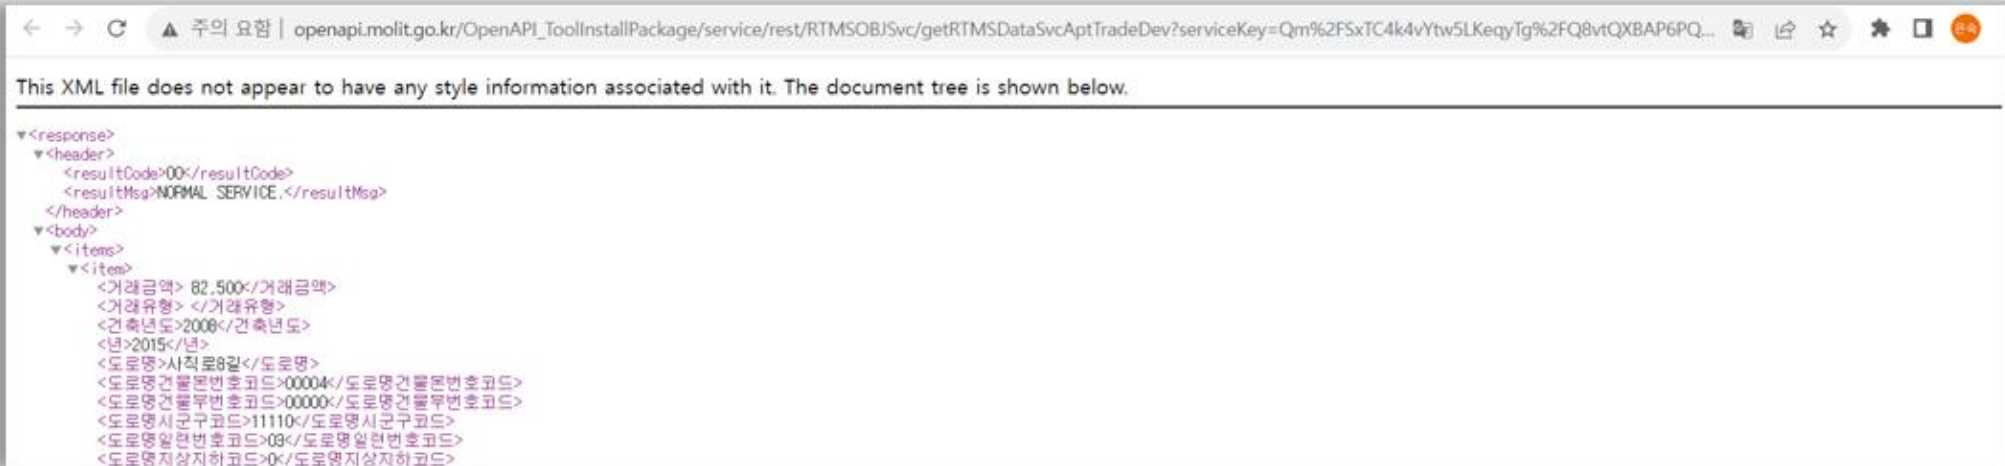 주의 요함 | openapi.molit.go.kr/OpenAPI_ToolInstallPackage/service/rest/RTMSOBJSvc/getRTMSDataSvcAptTradeDev?serviceKey=Qm%2FSxTC4k4vYtw5LKeqyTg%2FQ8vtQXBAP6PQ... 은숙
This XML file does not appear to have any style information associated with it. The document tree is shown below.
▼<response>
▼<header>
<resultCode>00</resultCode>
<resultMsg>NORMAL SERVICE.</resultMsg>
</header>
▼<body>
▼<items>
▼<item>
<거래금액> 82,500</거래금액>
<거래유형> </거래유형>
<건축년도>2008</건축년도>
<년>2015</년>
<도로명>사직로8길</도로명>
<도로명건물본번호코드>00004</도로명건물본번호코드>
<도로명건물부번호코드>00000</도로명건물부번호코드>
<도로명시군구코드>11110</도로명시군구코드>
<도로명일련번호코드>03</도로명일련번호코드>
<도로명지상지하코드>0</도로명지상지하코드>